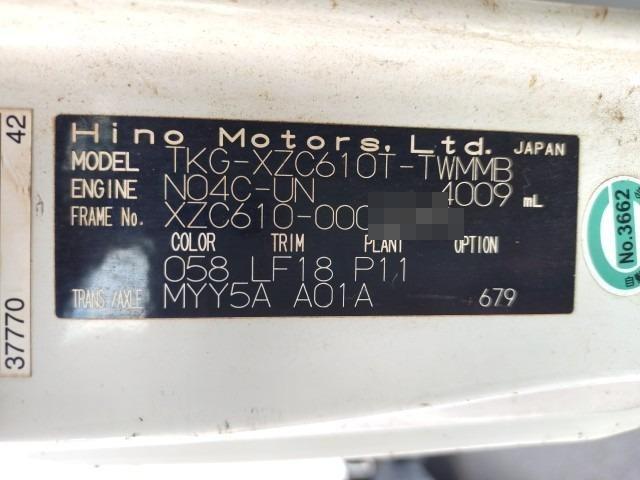 Hino Motors, Ltd. JAPAN
MODEL TKG-XZC610T-TWMMB
ENGINE N04C-UN 4009 mL
FRAME No. XZC610-000
COLOR TRIM PLANT OPTION
058 LF18 P11
TRANS/AXLE MYY5A A01A 679
42
37770
No.3662